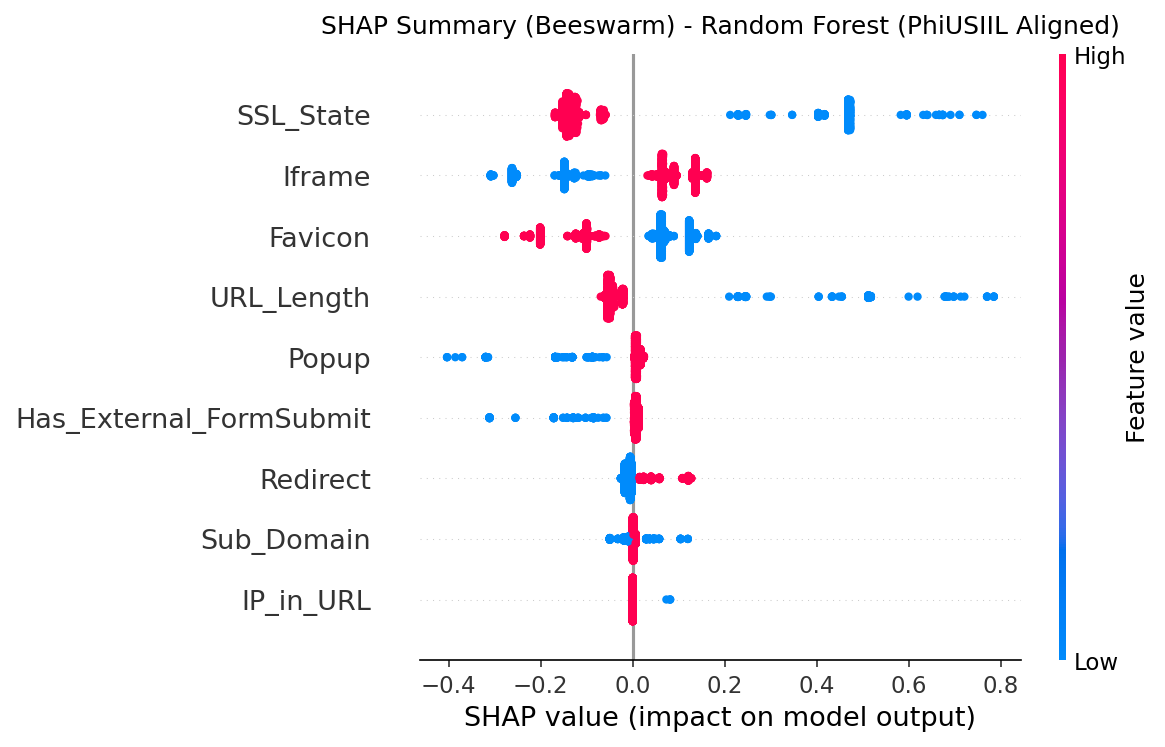 SHAP Summary (Beeswarm) - Random Forest (PhiUSIIL Aligned)
High
SSL_State
Iframe
Favicon
URL_Length
Popup
Has_External_FormSubmit
Redirect
Sub_Domain
IP_in_URL
Feature value
Low
−0.4 −0.2 0.0 0.2 0.4 0.6 0.8
SHAP value (impact on model output)